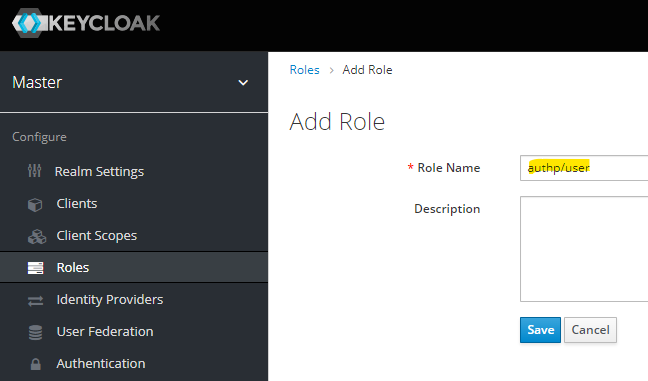 KEYCLOAK
Master
Configure
Realm Settings
Clients
Client Scopes
Roles
Identity Providers
User Federation
Authentication
Roles > Add Role
Add Role
* Role Name authp/user
Description
Save Cancel